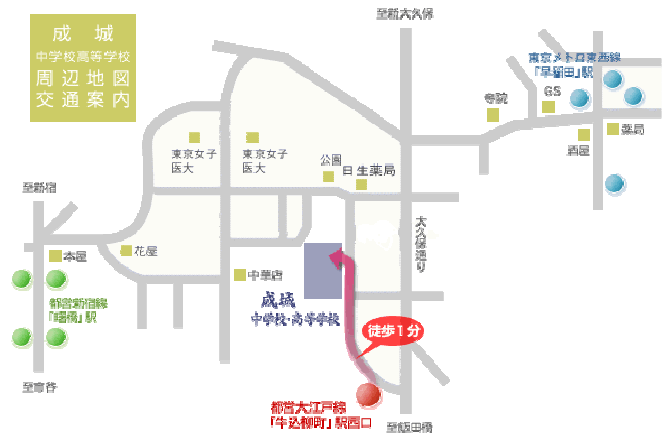 至新大久保
成城
中学校高等学校
周辺地図
交通案内
東京メトロ東西線
「早稲田」駅
GS
寺院
薬局
酒屋
東京女子
医大
東京女子
医大
公園
日生薬局
至新宿
大久保通り
本屋
花屋
中華店
都営新宿線
「曙橋」駅
成城
中学校・高等学校
徒歩1分
至市谷
都営大江戸線
「牛込柳町」駅西口
至飯田橋